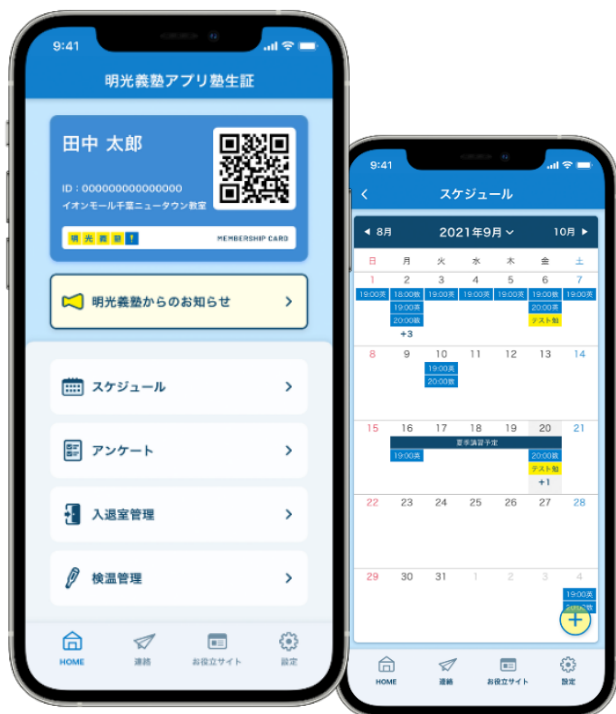 9:41
明光義塾アプリ塾生証
田中 太郎
ID:000000000000000
イオンモール千葉ニュータウン教室
明光義塾!
MEMBERSHIP CARD
明光義塾からのお知らせ
スケジュール
アンケート
入退室管理
検温管理
HOME 連絡 お役立サイト 設定
9:41
スケジュール
8月 2021年9月 10月
日 月 火 水 木 金 土
1 2 3 4 5 6 7
19:00英 18:00数 19:00英 19:00英 19:00英 19:00数 19:00英
19:00英 20:00英
20:00数 テスト勉
+3
8 9 10 11 12 13 14
19:00英
20:00数
15 16 17 18 19 20 21
夏季講習予定
19:00英 20:00数
テスト勉
+1
22 23 24 25 26 27 28
29 30 31 1 2 3 4
19:00英
+
HOME 連絡 お役立サイト 設定